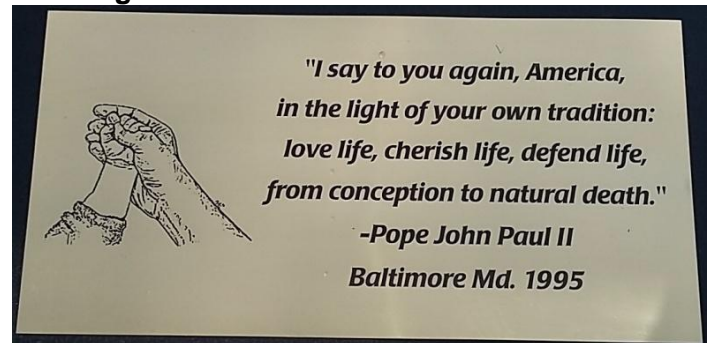 "I say to you again, America,
in the light of your own tradition:
love life, cherish life, defend life,
from conception to natural death."
-Pope John Paul II
Baltimore Md. 1995